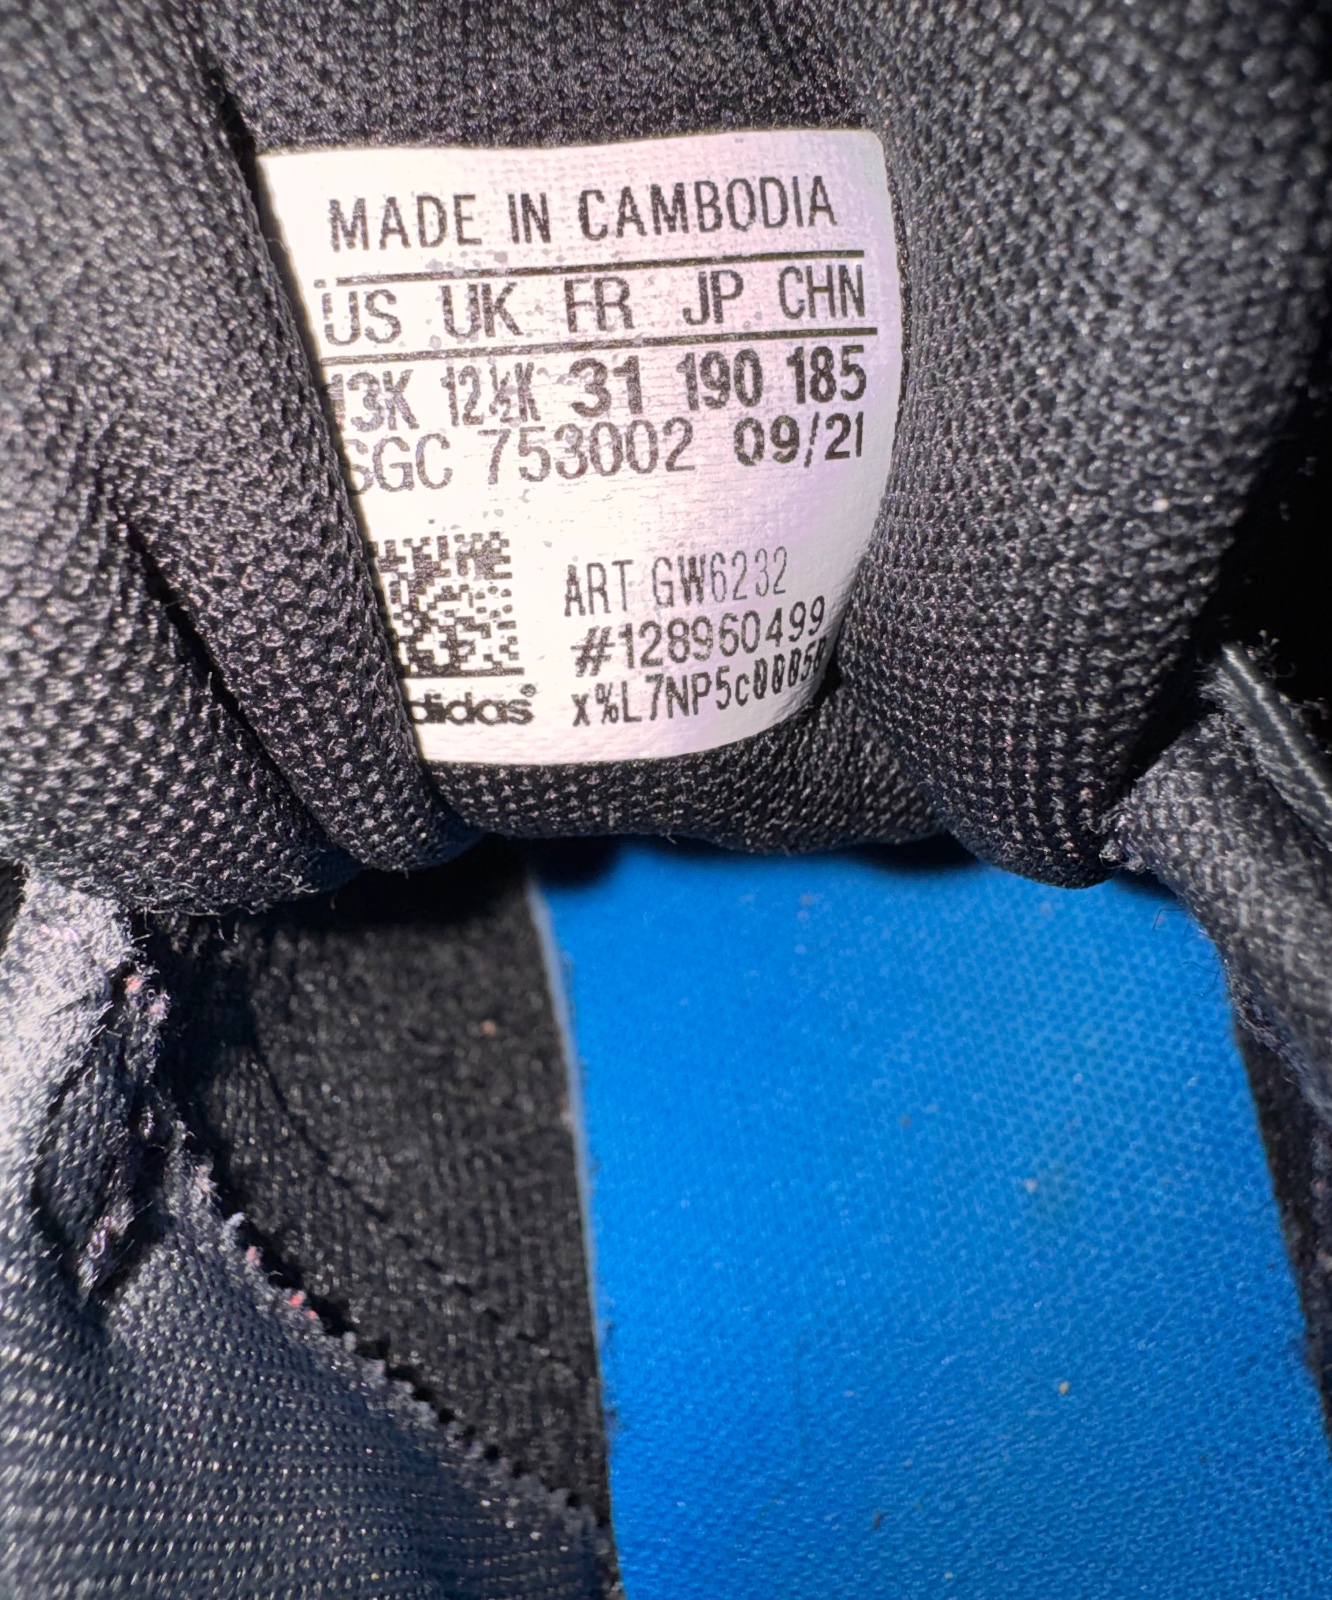 MADE IN CAMBODIA
US UK FR JP CHN
13K 12½K 31 190 185
SGC 753002 09/21
ART GW6232
#128960499
adidas®